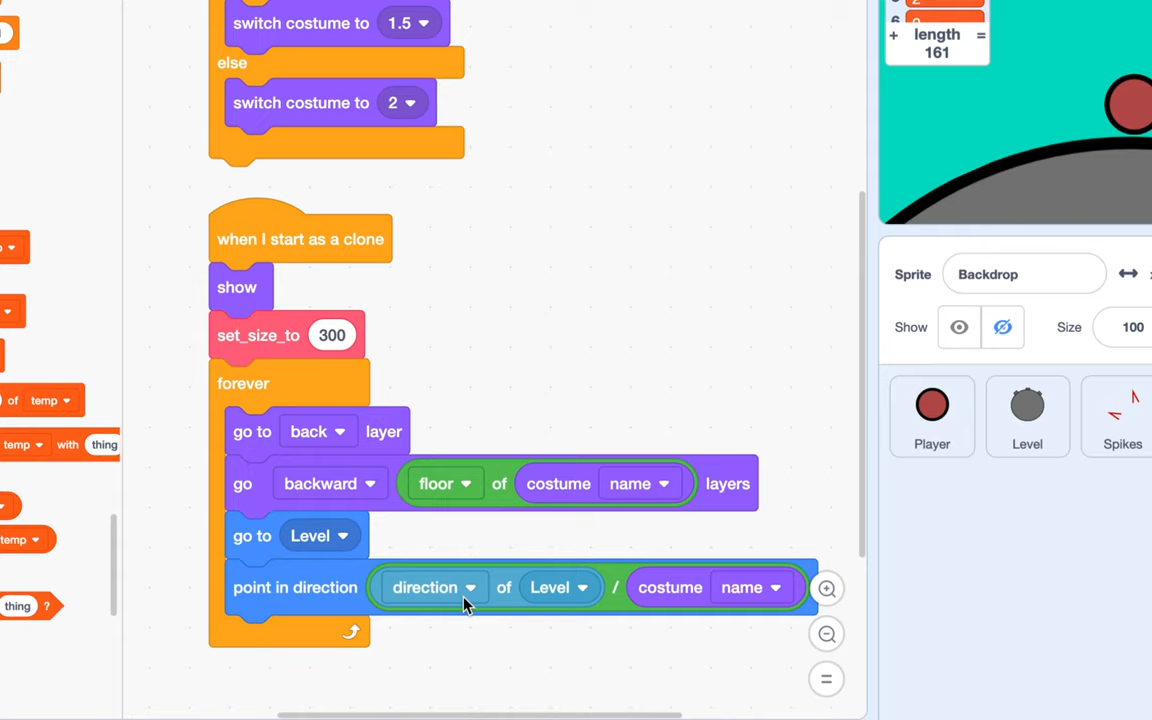 switch costume to 1.5
else
switch costume to 2
when I start as a clone
show
set_size_to 300
forever
go to back layer
go backward floor of costume name layers
go to Level
point in direction direction of Level / costume name
of temp
temp with thing
temp
thing ?
+ length =
161
Sprite Backdrop
Show Size 100
Player Level Spikes